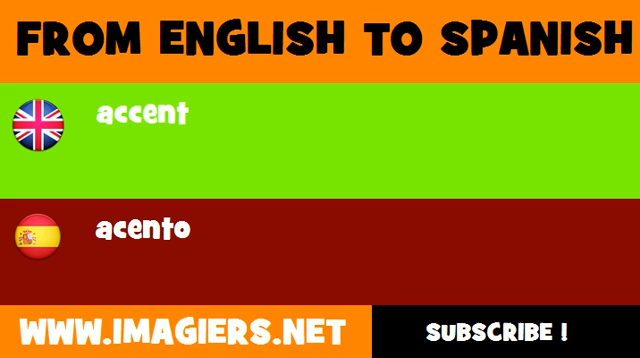 FROM ENGLISH TO SPANISH
accent
acento
WWW.IMAGIERS.NET
SUBSCRIBE !